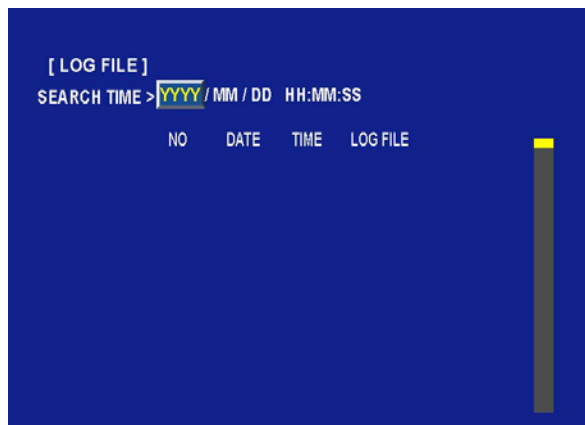 [ LOG FILE ]
SEARCH TIME > YYYY / MM / DD HH:MM:SS
NO DATE TIME LOG FILE